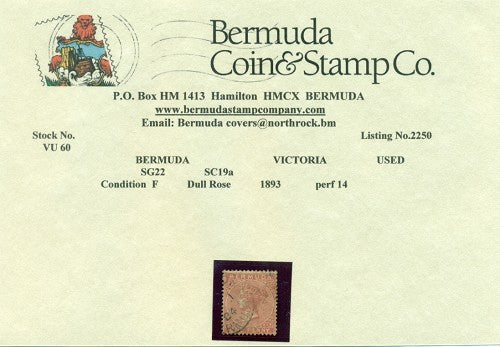 Bermuda
Coin&Stamp Co.
P.O. Box HM 1413 Hamilton HMCX BERMUDA
www.bermudastampcompany.com
Email: Bermuda covers@northrock.bm
Stock No. Listing No.2250
VU 60
BERMUDA VICTORIA USED
SG22 SC19a
Condition F Dull Rose 1893 perf 14
BERMUDA